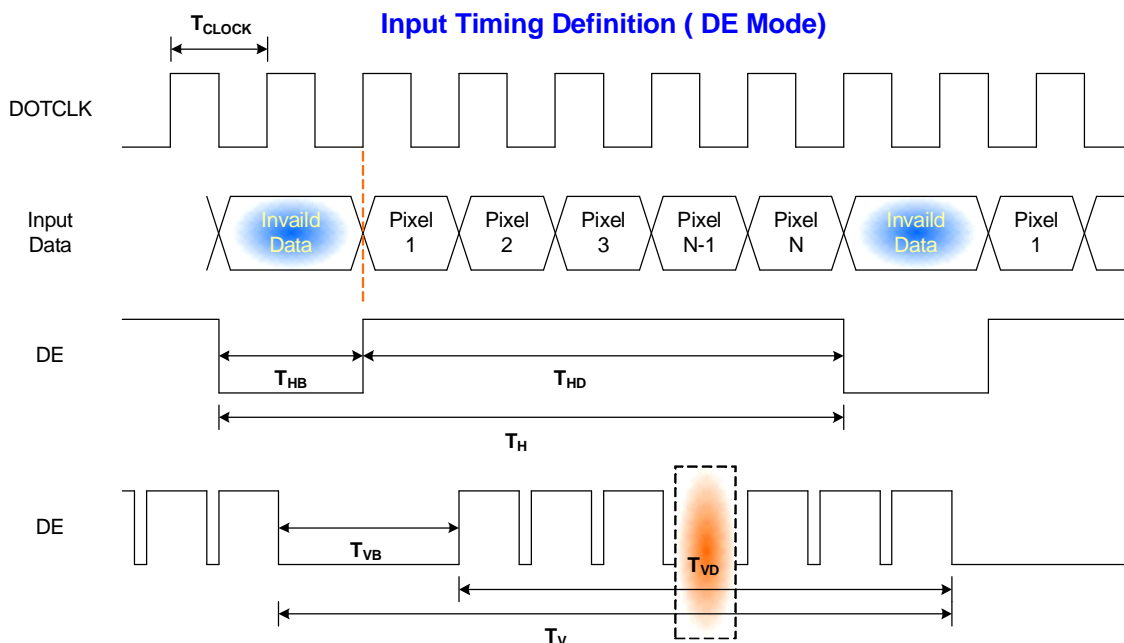 Input Timing Definition ( DE Mode)
TCLOCK
DOTCLK
Input
Data
Invaild
Data
Pixel
1
Pixel
2
Pixel
3
Pixel
N-1
Pixel
N
Invaild
Data
Pixel
1
DE
THB
THD
TH
DE
TVB
TVD
TV